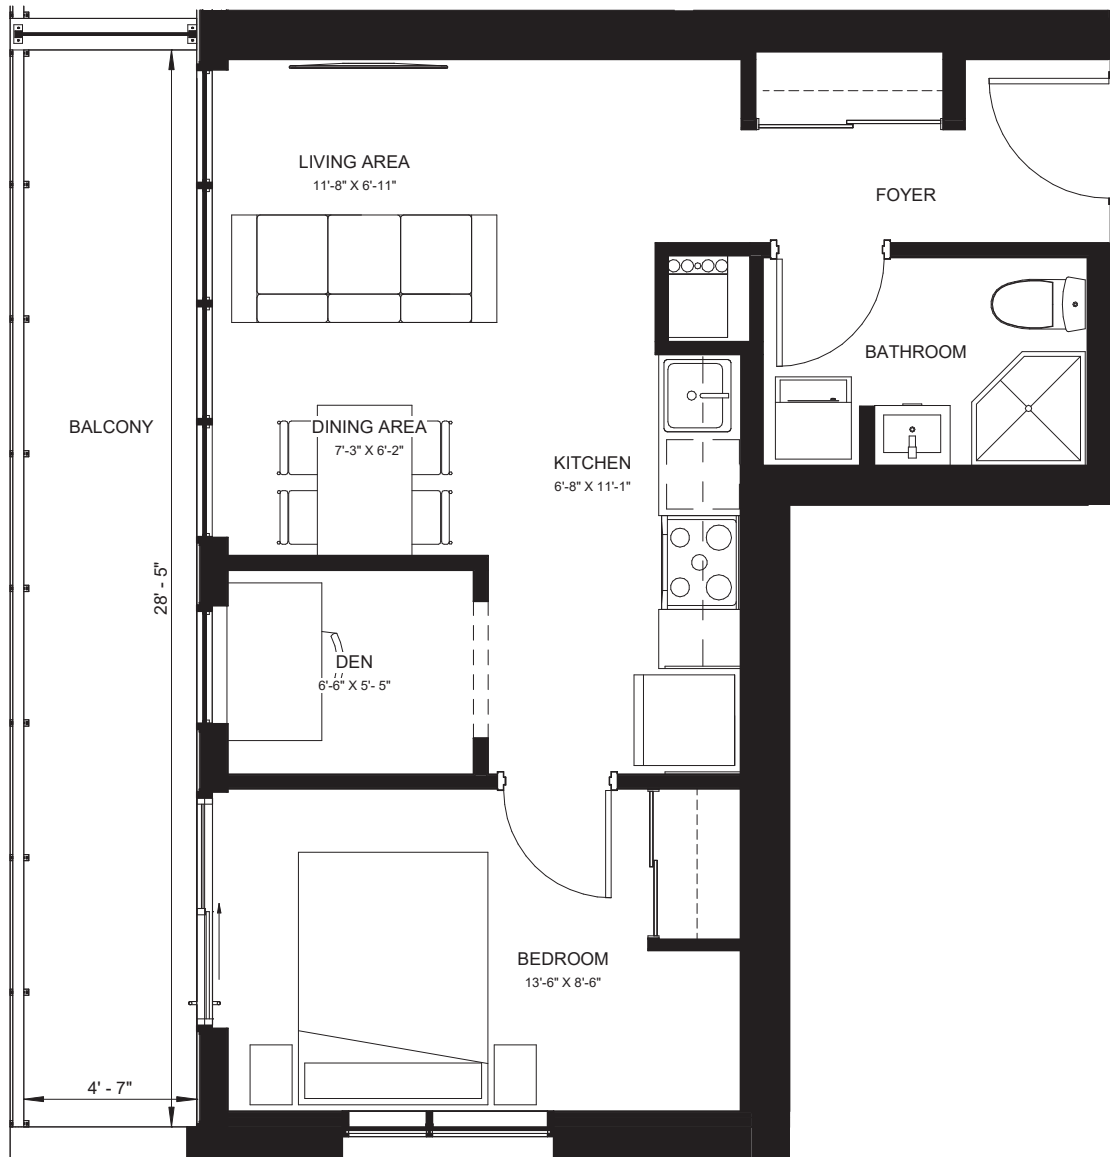 LIVING AREA
11'-8" X 6'-11"
FOYER
BATHROOM
BALCONY
DINING AREA
7'-3" X 6'-2"
KITCHEN
6'-8" X 11'-1"
28' - 5"
DEN
6'-6" X 5'- 5"
BEDROOM
13'-6" X 8'-6"
4' - 7"